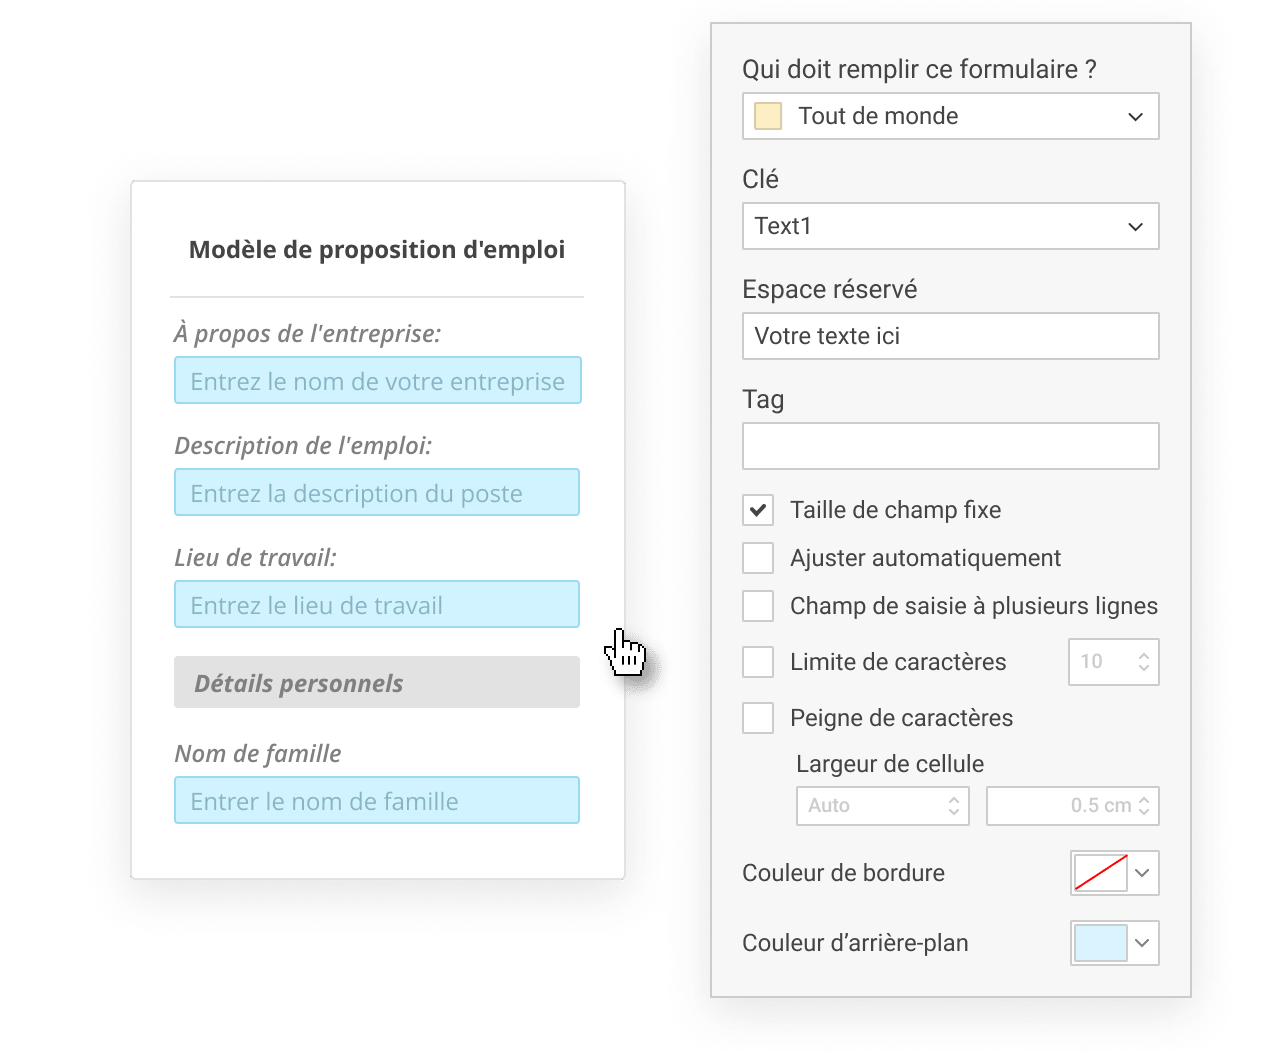 Modèle de proposition d'emploi
À propos de l'entreprise:
Entrez le nom de votre entreprise
Description de l'emploi:
Entrez la description du poste
Lieu de travail:
Entrez le lieu de travail
Détails personnels
Nom de famille
Entrer le nom de famille
Qui doit remplir ce formulaire ?
Tout de monde
Clé
Text1
Espace réservé
Votre texte ici
Tag
Taille de champ fixe
Ajuster automatiquement
Champ de saisie à plusieurs lignes
Limite de caractères 10
Peigne de caractères
Largeur de cellule
Auto 0.5 cm
Couleur de bordure
Couleur d’arrière-plan